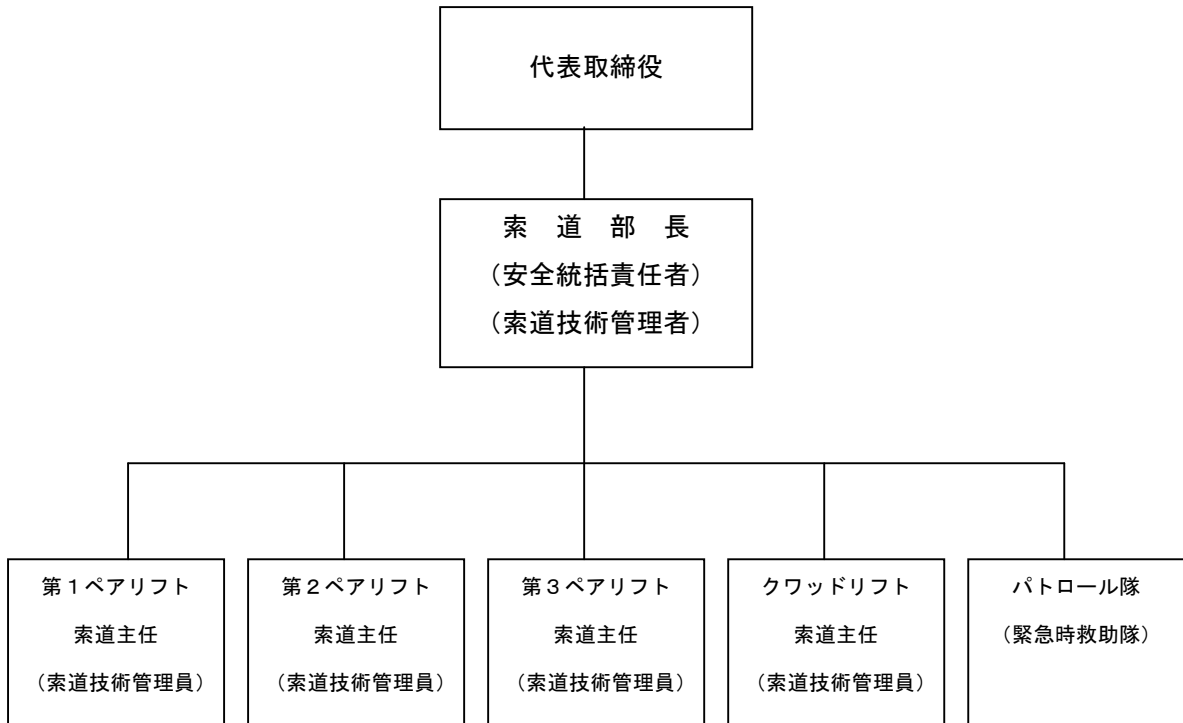 代表取締役
索　道　部　長
（安全統括責任者）
（索道技術管理者）
第１ペアリフト
索道主任
（索道技術管理員）
第２ペアリフト
索道主任
（索道技術管理員）
第３ペアリフト
索道主任
（索道技術管理員）
クワッドリフト
索道主任
（索道技術管理員）
パトロール隊
（緊急時救助隊）